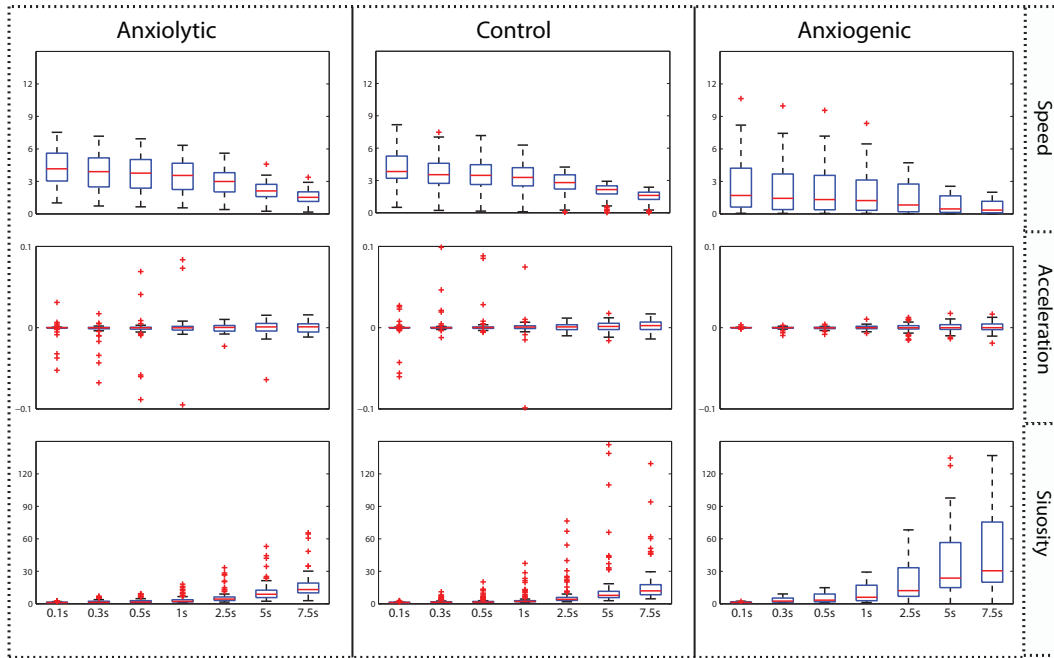 Anxiolytic Control Anxiogenic
12 12 12
9 9 9
6 6 6
3 3 3
0 0 0
Speed
0.1 0.1 0.1
0 0 0
−0.1 −0.1 −0.1
Acceleration
120 120 120
90 90 90
60 60 60
30 30 30
0 0 0
0.1s 0.3s 0.5s 1s 2.5s 5s 7.5s 0.1s 0.3s 0.5s 1s 2.5s 5s 7.5s 0.1s 0.3s 0.5s 1s 2.5s 5s 7.5s
Siuosity